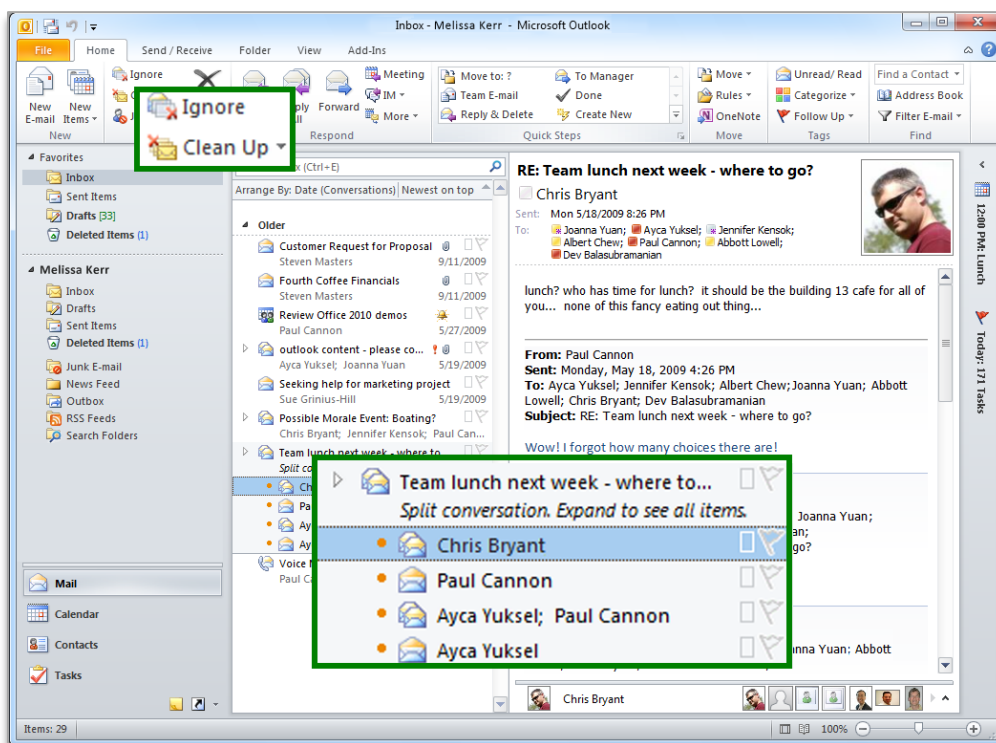 Inbox - Melissa Kerr - Microsoft Outlook
File Home Send / Receive Folder View Add-Ins
New E-mail
New Items
New
Ignore
Ignore
Clean Up
Forward
Meeting
IM
More
Respond
Move to: ?
Team E-mail
Reply & Delete
To Manager
Done
Create New
Quick Steps
Move
Rules
OneNote
Move
Unread/ Read
Categorize
Follow Up
Tags
Find a Contact
Address Book
Filter E-mail
Find
Favorites
Inbox
Sent Items
Drafts [33]
Deleted Items (1)
Melissa Kerr
Inbox
Drafts
Sent Items
Deleted Items (1)
Junk E-mail
News Feed
Outbox
RSS Feeds
Search Folders
Mail
Calendar
Contacts
Tasks
(Ctrl+E)
Arrange By: Date (Conversations) Newest on top
Older
Customer Request for Proposal
Steven Masters 9/11/2009
Fourth Coffee Financials
Steven Masters 9/11/2009
Review Office 2010 demos
Paul Cannon 5/27/2009
outlook content - please co...
Ayca Yuksel; Joanna Yuan 5/19/2009
Seeking help for marketing project
Sue Grinius-Hill 5/19/2009
Possible Morale Event: Boating?
Chris Bryant; Jennifer Kensok; Paul Can...
Team lunch next week - where to...
Team lunch next week - where to...
Split conversation. Expand to see all items.
Chris Bryant
Paul Cannon
Ayca Yuksel; Paul Cannon
Ayca Yuksel
Voice
RE: Team lunch next week - where to go?
Chris Bryant
Sent: Mon 5/18/2009 8:26 PM
To: Joanna Yuan; Ayca Yuksel; Jennifer Kensok;
Albert Chew; Paul Cannon; Abbott Lowell;
Dev Balasubramanian
lunch? who has time for lunch? it should be the building 13 cafe for all of
you... none of this fancy eating out thing...
From: Paul Cannon
Sent: Monday, May 18, 2009 4:26 PM
To: Ayca Yuksel; Jennifer Kensok; Albert Chew;Joanna Yuan; Abbott
Lowell; Chris Bryant; Dev Balasubramanian
Subject: RE: Team lunch next week - where to go?
Wow! I forgot how many choices there are!
Joanna Yuan;
go?
Yuan: Abbott
Chris Bryant
12:00 PM: Lunch
Today: 171 Tasks
Items: 29
100%